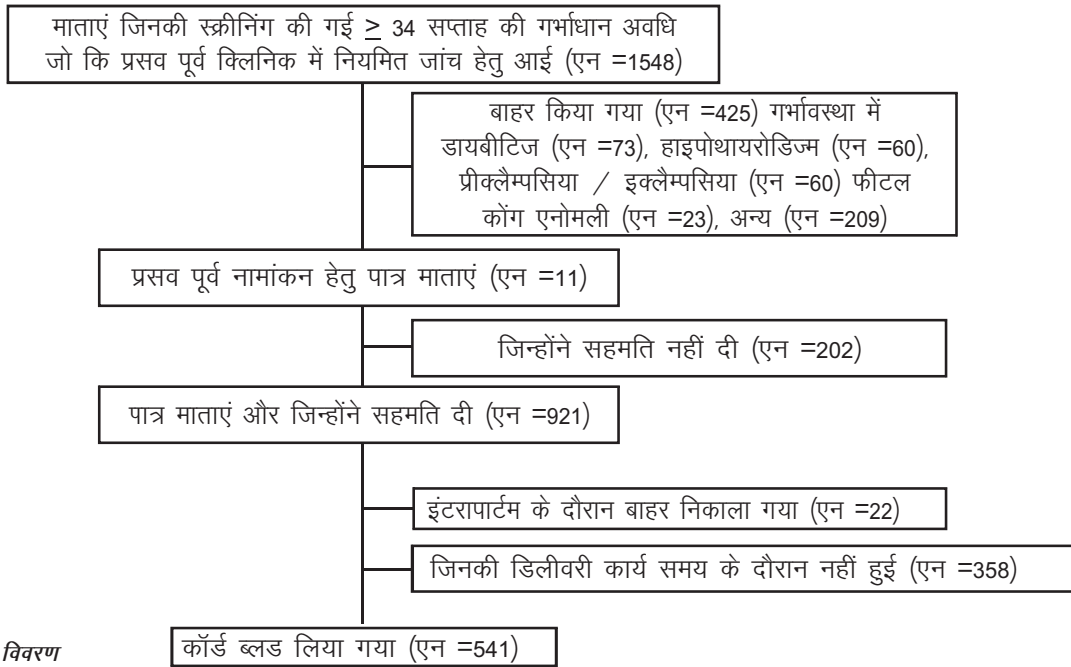 माताएं जिनकी स्क्रीनिंग की गई ≥ 34 सप्ताह की गर्भाधान अवधि
जो कि प्रसव पूर्व क्लिनिक में नियमित जांच हेतु आई (एन =1548)
बाहर किया गया (एन =425) गर्भावस्था में
डायबीटिज (एन =73), हाइपोथायरोडिज्म (एन =60),
प्रीक्लैम्पसिया / इक्लैम्पसिया (एन =60) फीटल
कोंग एनोमली (एन =23), अन्य (एन =209)
प्रसव पूर्व नामांकन हेतु पात्र माताएं (एन =11)
जिन्होंने सहमति नहीं दी (एन =202)
पात्र माताएं और जिन्होंने सहमति दी (एन =921)
इंटरापार्टम के दौरान बाहर निकाला गया (एन =22)
जिनकी डिलीवरी कार्य समय के दौरान नहीं हुई (एन =358)
कॉर्ड ब्लड लिया गया (एन =541)
विवरण